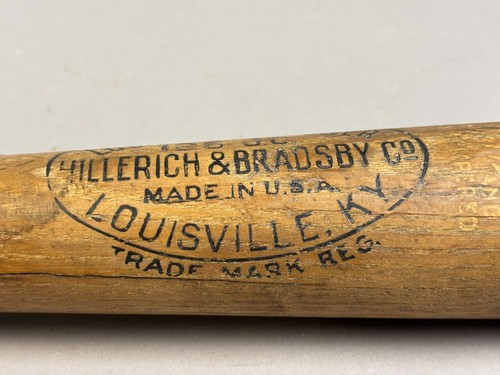 HILLERICH & BRADSBY CO
MADE IN U.S.A.
LOUISVILLE, KY.
TRADE MARK REG.